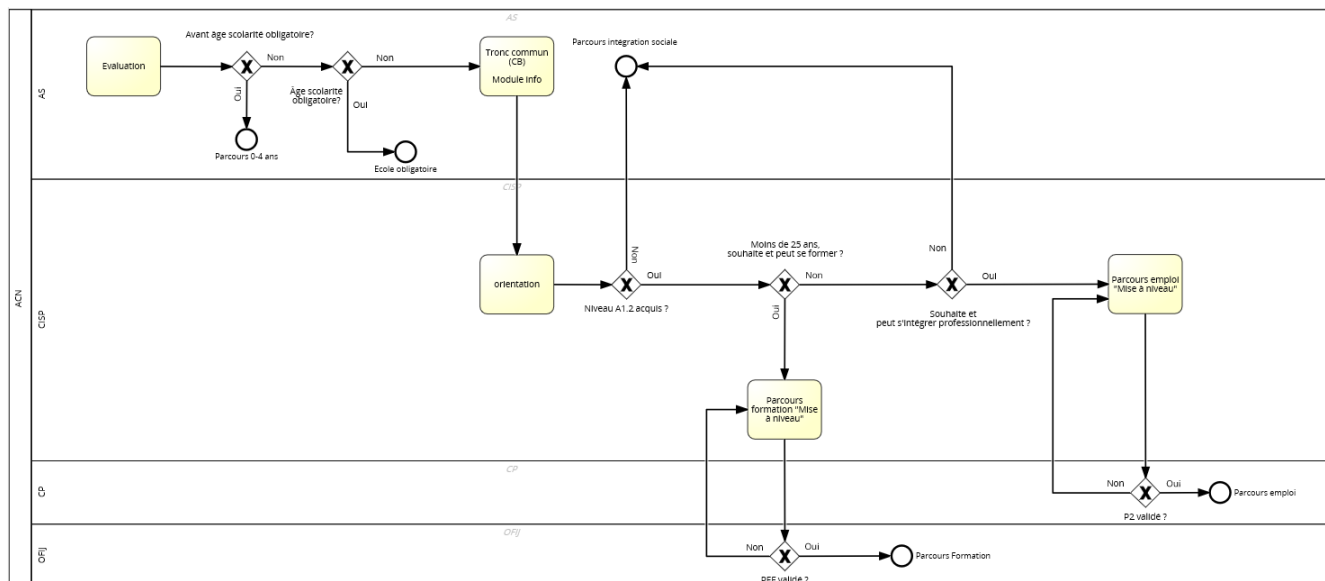 AS
Avant âge scolarité obligatoire?
Parcours intégration sociale
Evaluation
Non
Non
Tronc commun
(CB)
Module info
Âge scolarité
obligatoire?
Oui
Oui
Parcours 0-4 ans
Ecole obligatoire
AS
CISP
Moins de 25 ans,
souhaite et peut se former ?
Non
Non
orientation
Oui
Non
Oui
Parcours emploi
"Mise à niveau"
Niveau A1.2 acquis ?
Oui
Souhaite et
peut s'intégrer professionnellement ?
ACN
CISP
Parcours
formation "Mise
à niveau"
CP
CP
Non
Oui
Parcours emploi
P2 validé ?
OFIJ
OFIJ
Non
Oui
Parcours Formation
validé ?